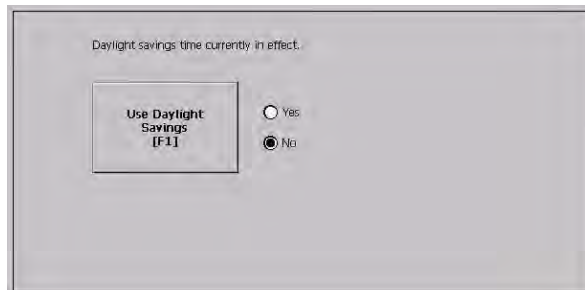 Daylight savings time currently in effect.
Use Daylight
Savings
[F1]
Yes
No